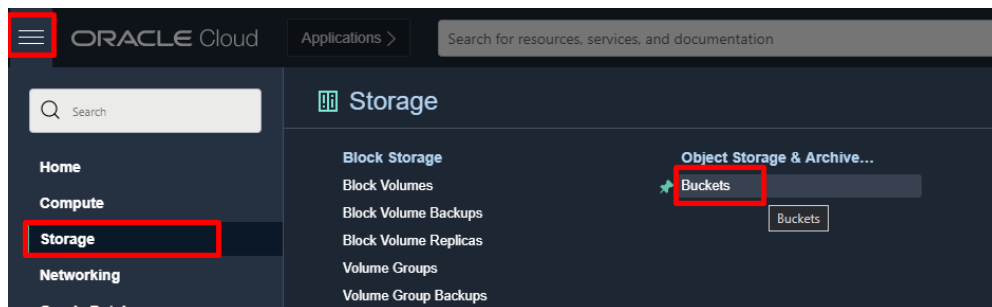 ORACLE Cloud
Applications >
Search for resources, services, and documentation
Search
Home
Compute
Storage
Networking
Storage
Block Storage
Block Volumes
Block Volume Backups
Block Volume Replicas
Volume Groups
Volume Group Backups
Object Storage & Archive...
Buckets
Buckets